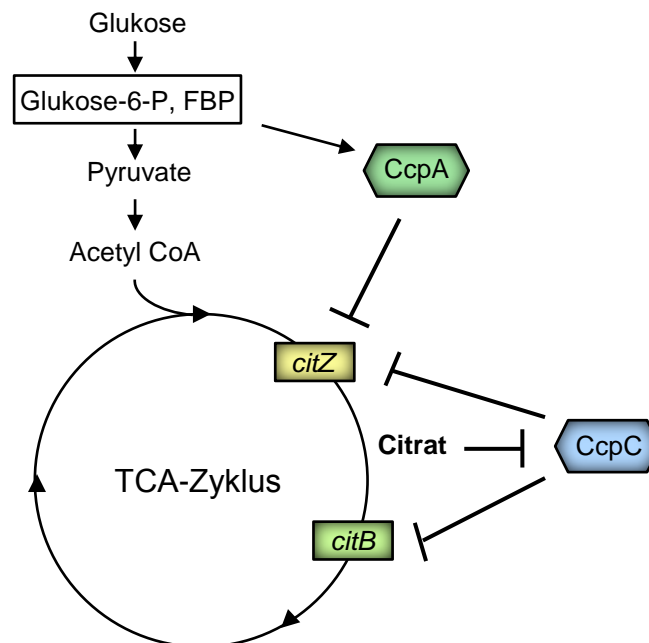 Glukose
Glukose-6-P, FBP
CcpA
Pyruvate
Acetyl CoA
citZ
Citrat
CcpC
TCA-Zyklus
citB